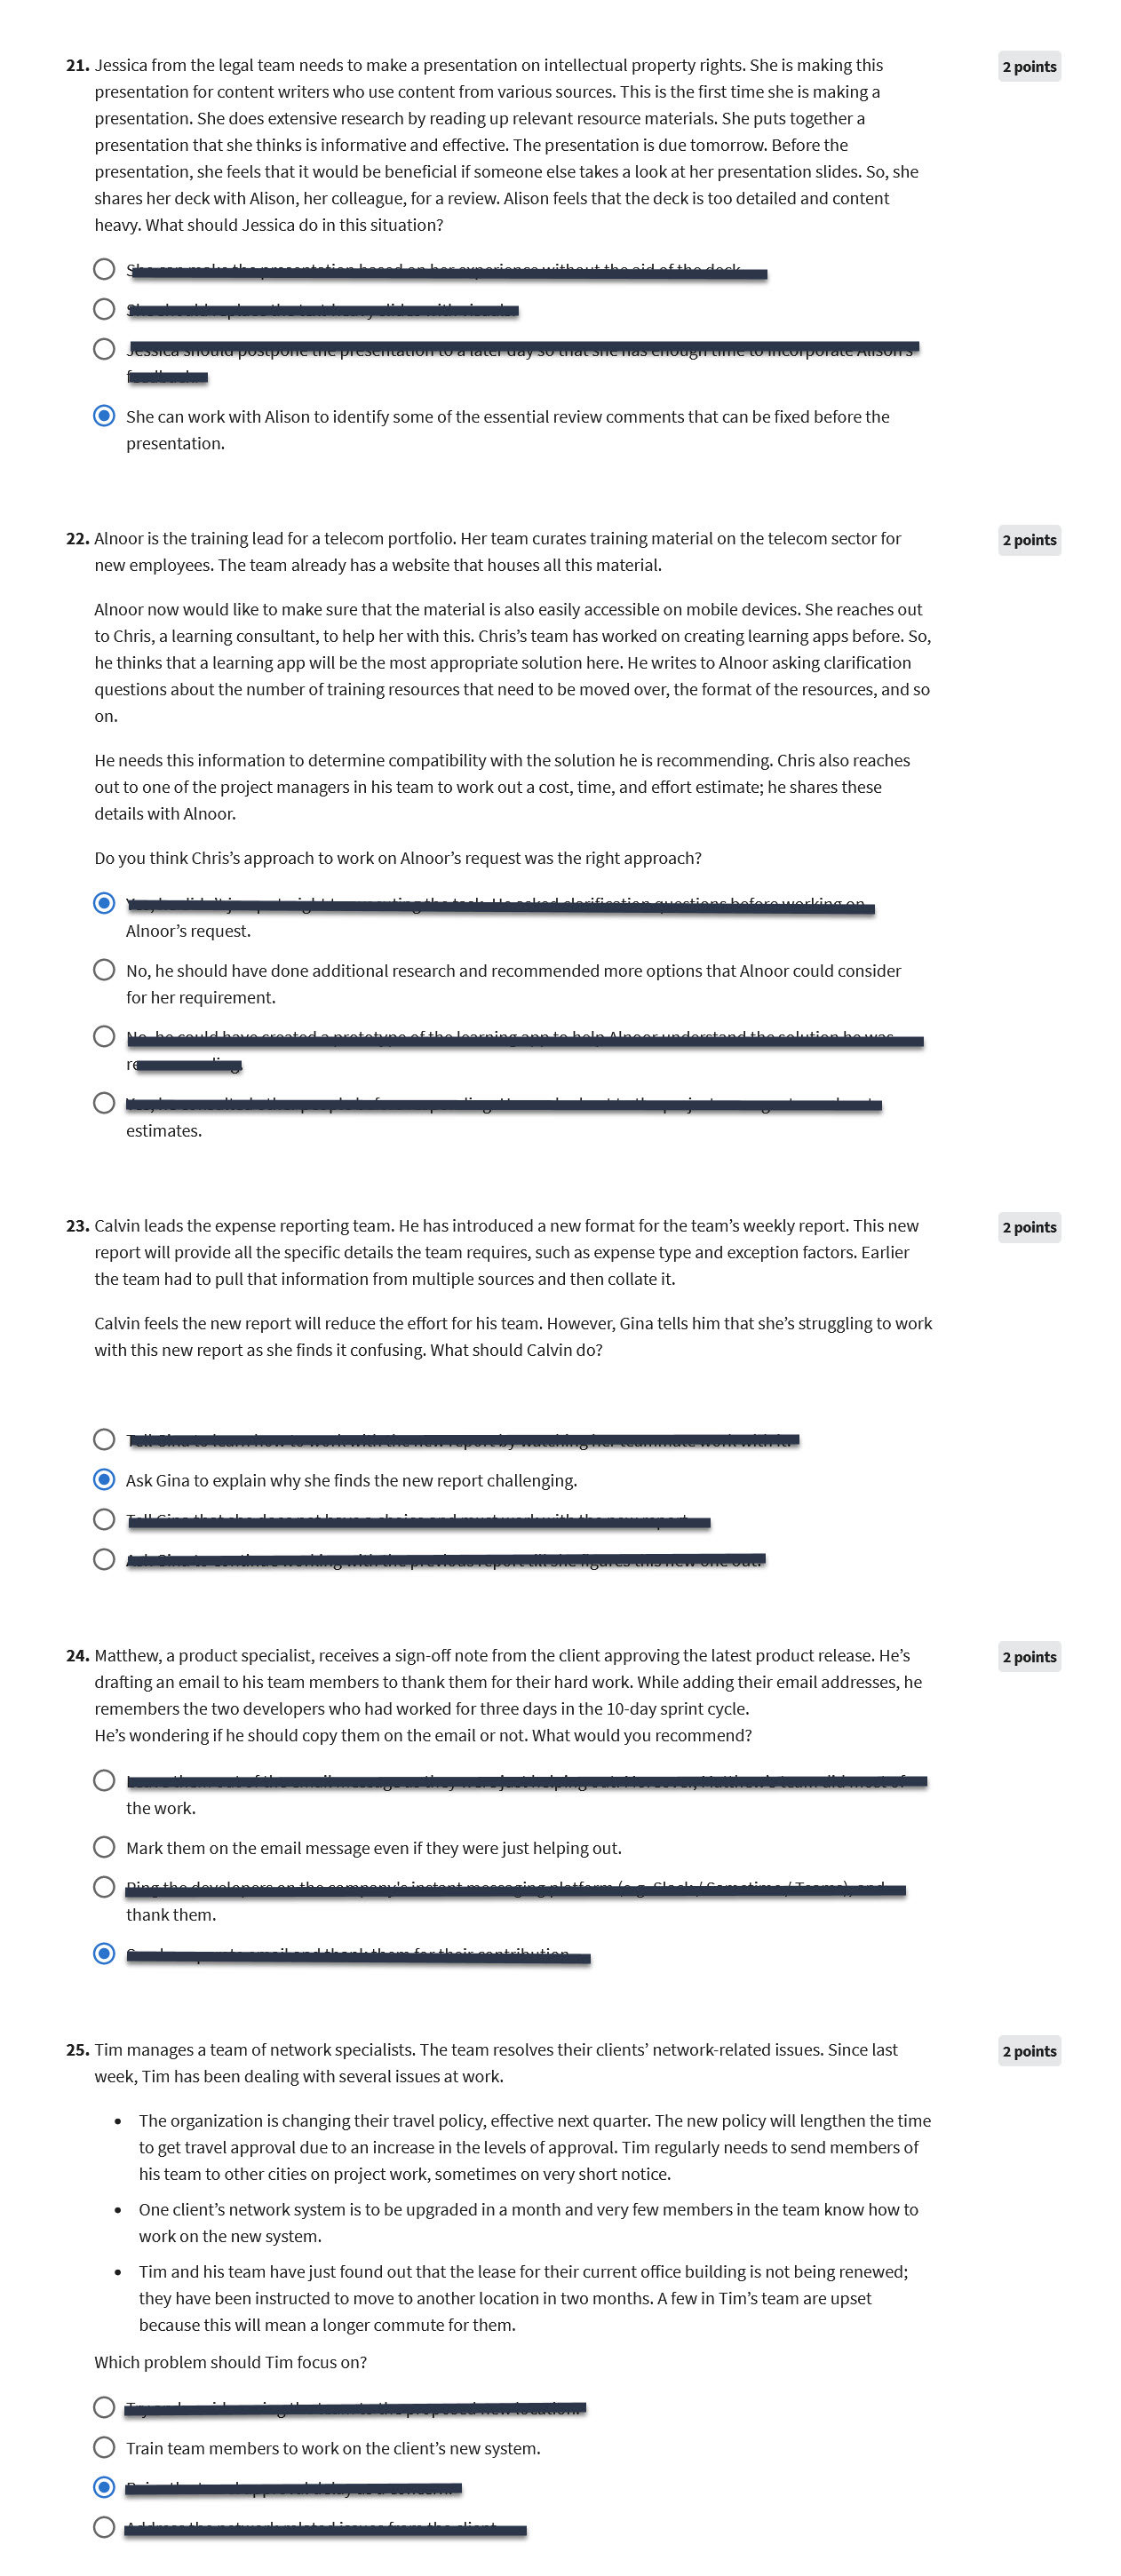 21. Jessica from the legal team needs to make a presentation on intellectual property rights. She is making this 2 points
presentation for content writers who use content from various sources. This is the first time she is making a
presentation. She does extensive research by reading up relevant resource materials. She puts together a
presentation that she thinks is informative and effective. The presentation is due tomorrow. Before the
presentation, she feels that it would be beneficial if someone else takes a look at her presentation slides. So, she
shares her deck with Alison, her colleague, for a review. Alison feels that the deck is too detailed and content
heavy. What should Jessica do in this situation?
She can work with Alison to identify some of the essential review comments that can be fixed before the
presentation.
22. Alnoor is the training lead for a telecom portfolio. Her team curates training material on the telecom sector for 2 points
new employees. The team already has a website that houses all this material.
Alnoor now would like to make sure that the material is also easily accessible on mobile devices. She reaches out
to Chris, a learning consultant, to help her with this. Chris’s team has worked on creating learning apps before. So,
he thinks that a learning app will be the most appropriate solution here. He writes to Alnoor asking clarification
questions about the number of training resources that need to be moved over, the format of the resources, and so
on.
He needs this information to determine compatibility with the solution he is recommending. Chris also reaches
out to one of the project managers in his team to work out a cost, time, and effort estimate; he shares these
details with Alnoor.
Do you think Chris’s approach to work on Alnoor’s request was the right approach?
Alnoor’s request.
No, he should have done additional research and recommended more options that Alnoor could consider
for her requirement.
estimates.
23. Calvin leads the expense reporting team. He has introduced a new format for the team’s weekly report. This new 2 points
report will provide all the specific details the team requires, such as expense type and exception factors. Earlier
the team had to pull that information from multiple sources and then collate it.
Calvin feels the new report will reduce the effort for his team. However, Gina tells him that she’s struggling to work
with this new report as she finds it confusing. What should Calvin do?
Ask Gina to explain why she finds the new report challenging.
24. Matthew, a product specialist, receives a sign-off note from the client approving the latest product release. He’s 2 points
drafting an email to his team members to thank them for their hard work. While adding their email addresses, he
remembers the two developers who had worked for three days in the 10-day sprint cycle.
He’s wondering if he should copy them on the email or not. What would you recommend?
the work.
Mark them on the email message even if they were just helping out.
thank them.
25. Tim manages a team of network specialists. The team resolves their clients’ network-related issues. Since last 2 points
week, Tim has been dealing with several issues at work.
• The organization is changing their travel policy, effective next quarter. The new policy will lengthen the time
to get travel approval due to an increase in the levels of approval. Tim regularly needs to send members of
his team to other cities on project work, sometimes on very short notice.
• One client’s network system is to be upgraded in a month and very few members in the team know how to
work on the new system.
• Tim and his team have just found out that the lease for their current office building is not being renewed;
they have been instructed to move to another location in two months. A few in Tim’s team are upset
because this will mean a longer commute for them.
Which problem should Tim focus on?
Train team members to work on the client’s new system.